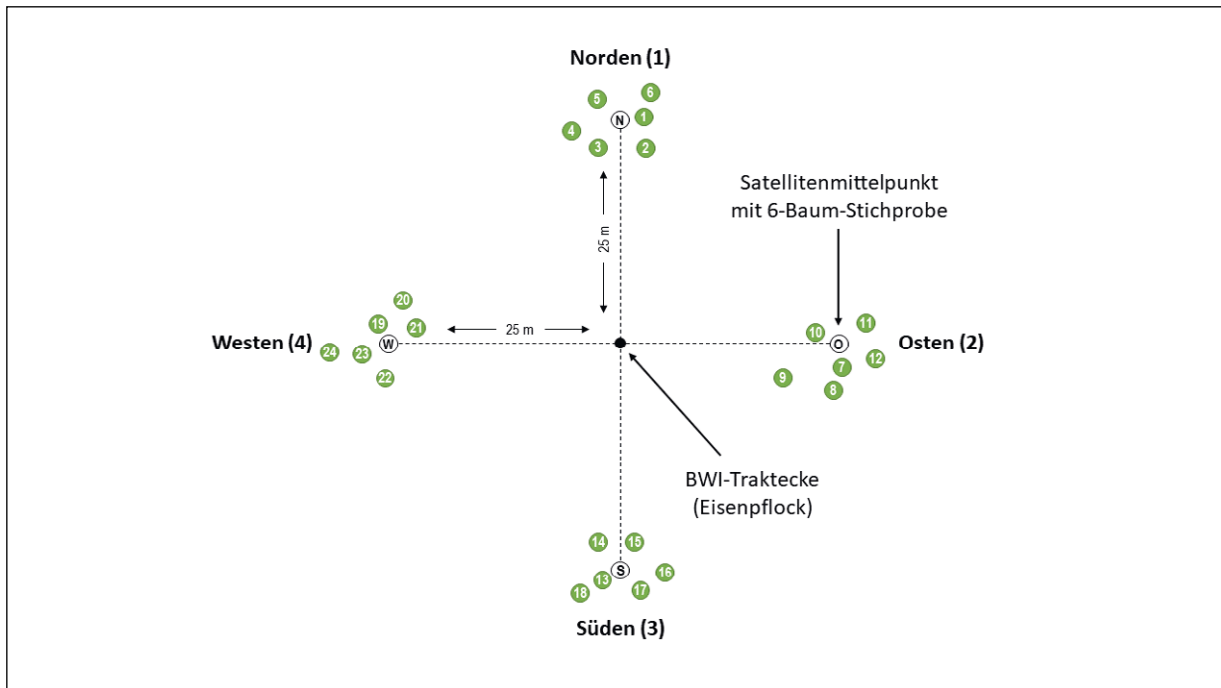 Norden (1)
6
5
1
N
4
3
2
25 m
Satellitenmittelpunkt
mit 6-Baum-Stichprobe
20
19
21
25 m
11
10
Westen (4)
W
O
Osten (2)
24
23
12
7
22
9
8
BWI-Traktecke
(Eisenpflock)
14
15
S
16
13
18
17
Süden (3)